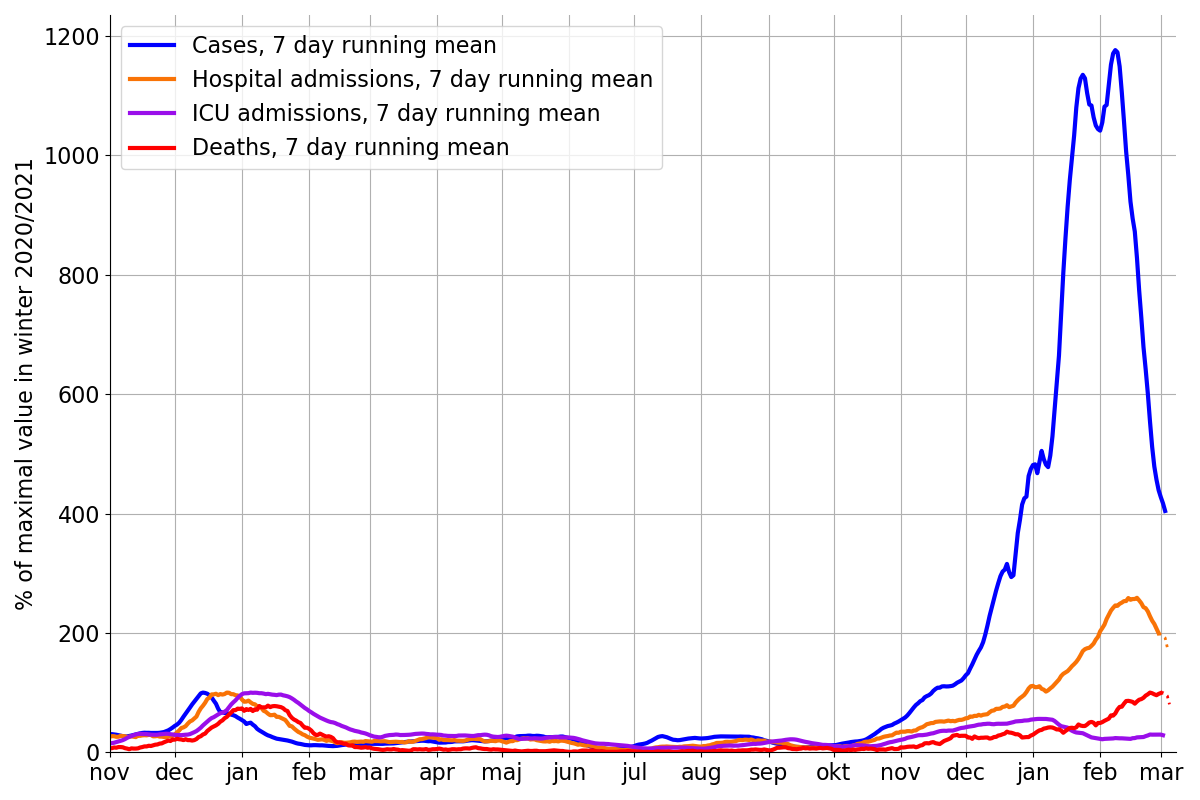 Cases, 7 day running mean
Hospital admissions, 7 day running mean
ICU admissions, 7 day running mean
Deaths, 7 day running mean
% of maximal value in winter 2020/2021
1200
1000
800
600
400
200
0
nov dec jan feb mar apr maj jun jul aug sep okt nov dec jan feb mar